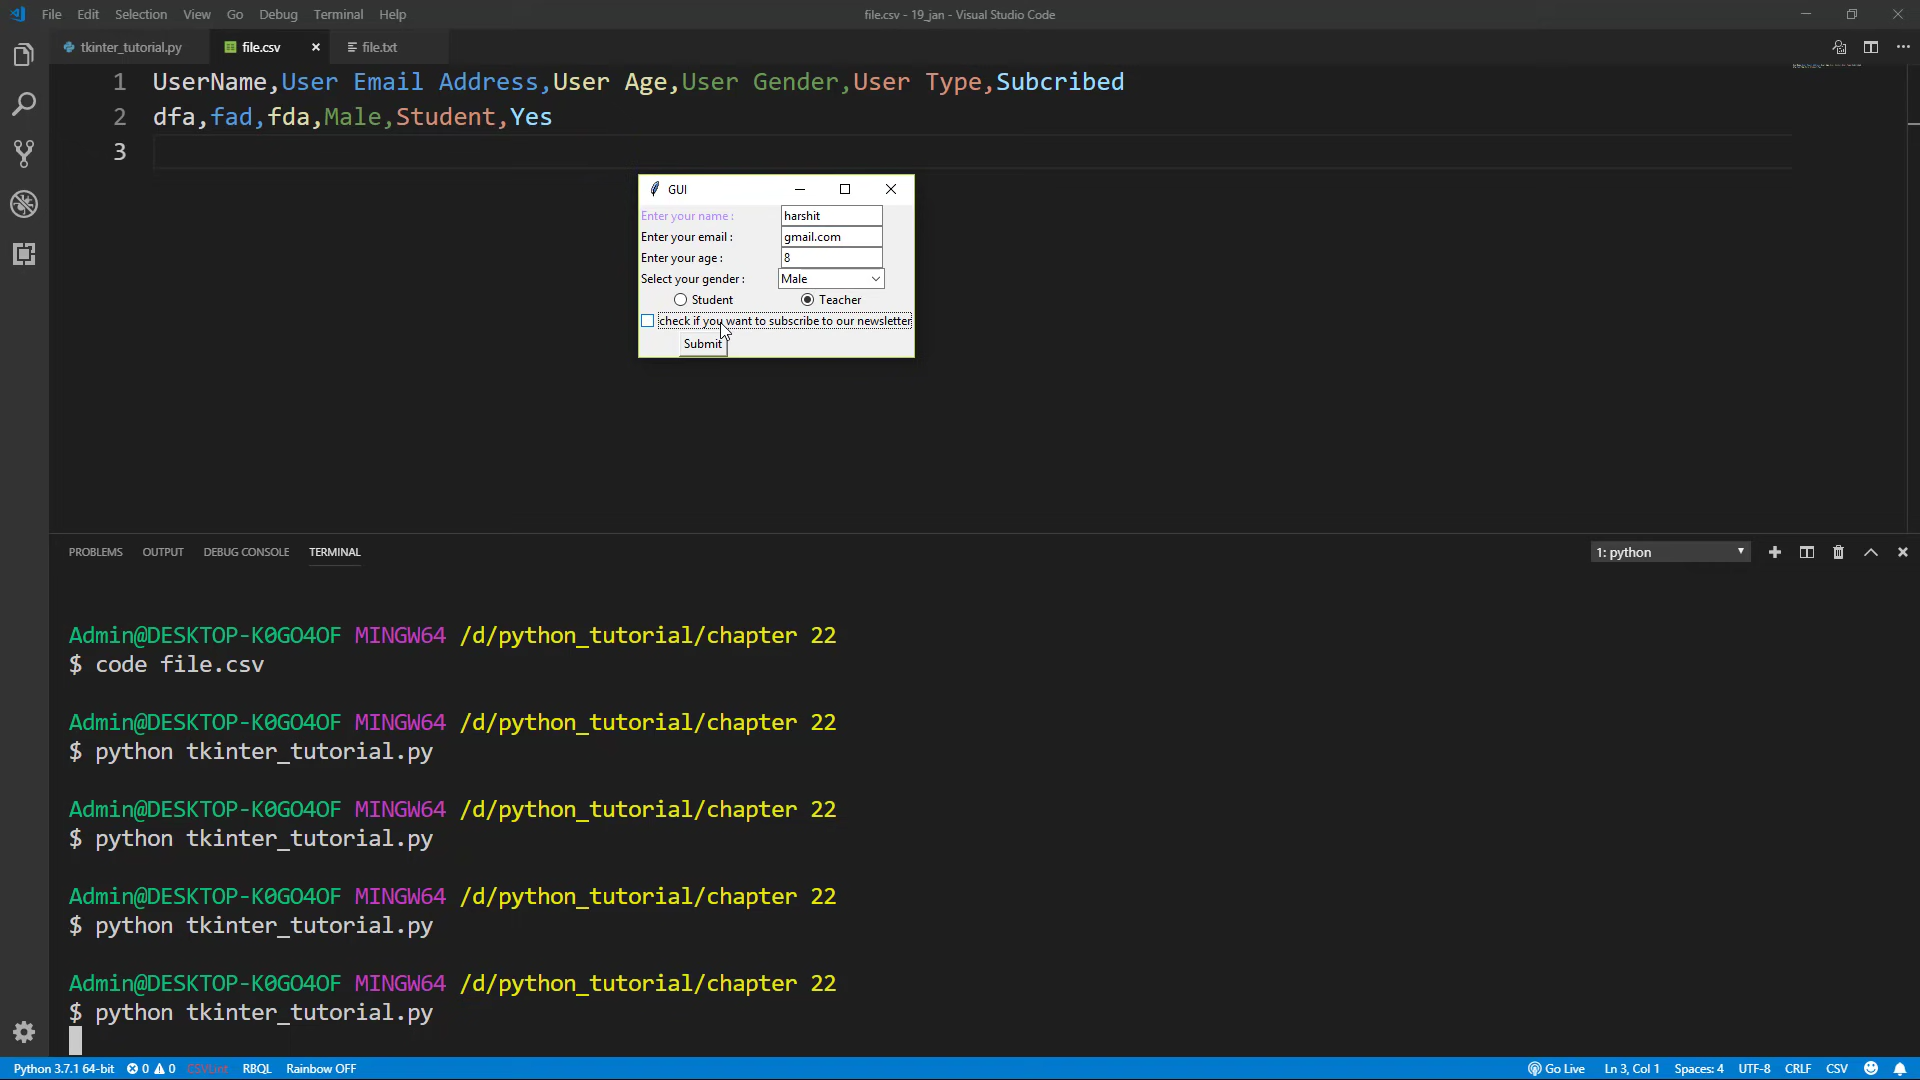 File Edit Selection View Go Debug Terminal Help
file.csv - 19_jan - Visual Studio Code
tkinter_tutorial.py file.csv file.txt
1 UserName,User Email Address,User Age,User Gender,User Type,Subcribed
2 dfa,fad,fda,Male,Student,Yes
3
GUI
Enter your name : harshit
Enter your email : gmail.com
Enter your age : 8
Select your gender : Male
Student Teacher
check if you want to subscribe to our newsletter
Submit
PROBLEMS OUTPUT DEBUG CONSOLE TERMINAL 1: python
Admin@DESKTOP-K0GO4OF MINGW64 /d/python_tutorial/chapter 22
$ code file.csv
Admin@DESKTOP-K0GO4OF MINGW64 /d/python_tutorial/chapter 22
$ python tkinter_tutorial.py
Admin@DESKTOP-K0GO4OF MINGW64 /d/python_tutorial/chapter 22
$ python tkinter_tutorial.py
Admin@DESKTOP-K0GO4OF MINGW64 /d/python_tutorial/chapter 22
$ python tkinter_tutorial.py
Admin@DESKTOP-K0GO4OF MINGW64 /d/python_tutorial/chapter 22
$ python tkinter_tutorial.py
Python 3.7.1 64-bit 0 0 CSVLint RBQL Rainbow OFF Go Live Ln 3, Col 1 Spaces: 4 UTF-8 CRLF CSV